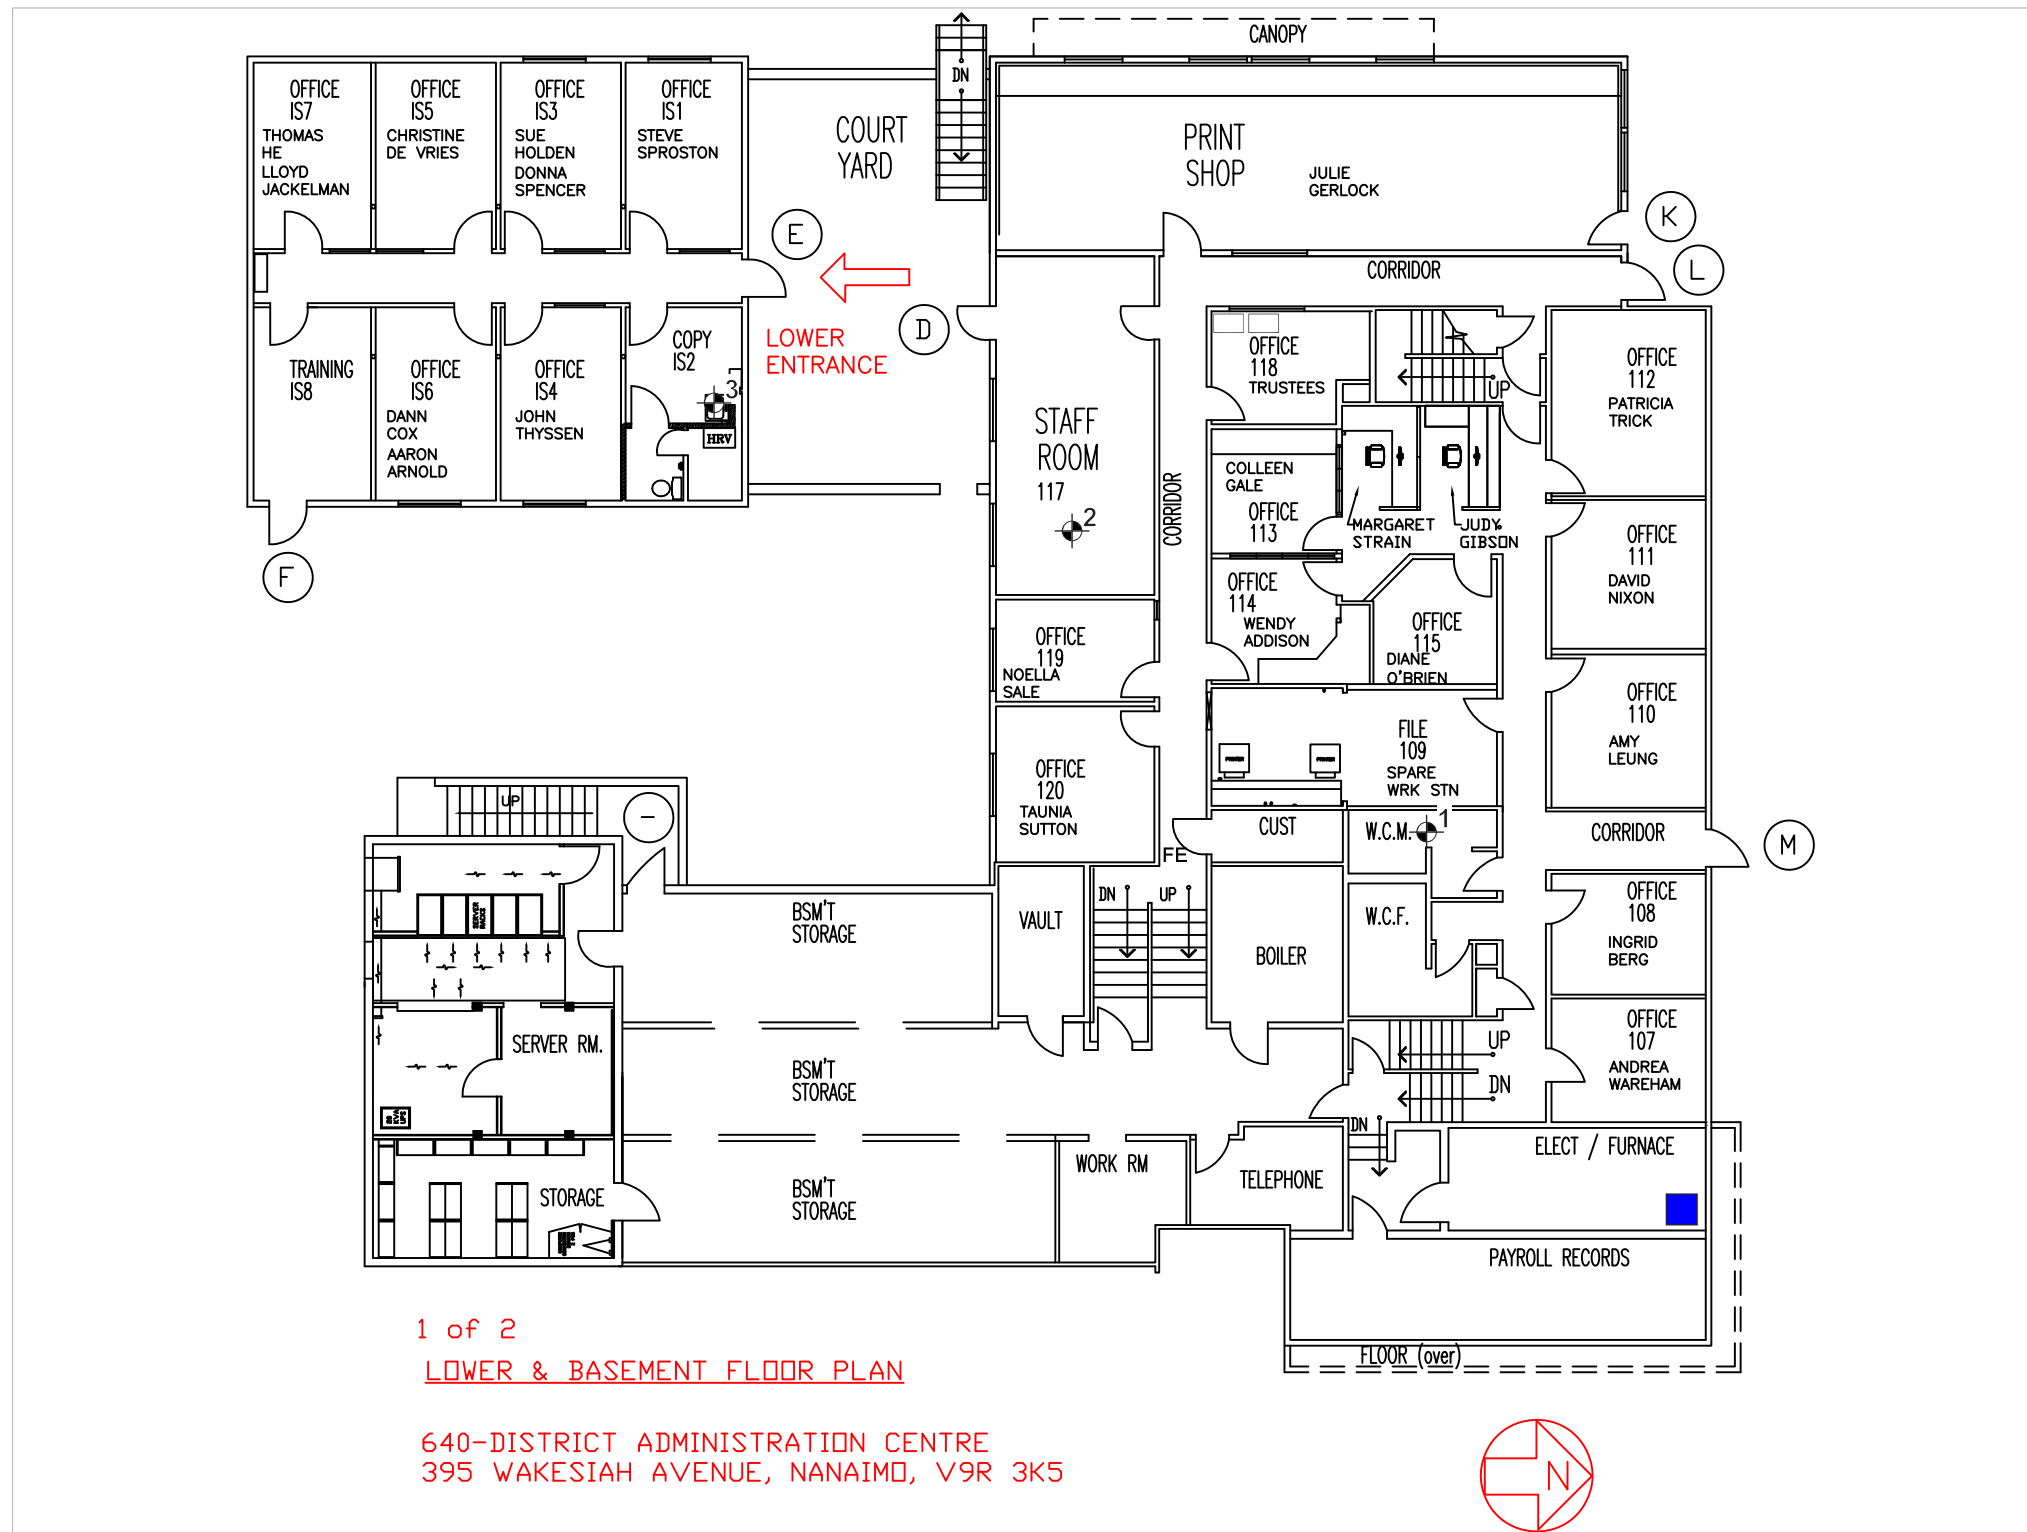 CANOPY
DN
OFFICE
IS7
THOMAS
HE
LLOYD
JACKELMAN
OFFICE
IS5
CHRISTINE
DE VRIES
OFFICE
IS3
SUE
HOLDEN
DONNA
SPENCER
OFFICE
IS1
STEVE
SPROSTON
COURT
YARD
PRINT
SHOP
JULIE
GERLOCK
K
E
L
CORRIDOR
D
LOWER
ENTRANCE
TRAINING
IS8
OFFICE
IS6
DANN
COX
AARON
ARNOLD
OFFICE
IS4
JOHN
THYSSEN
COPY
IS2
3
HRV
F
STAFF
ROOM
117
2
CORRIDOR
OFFICE
118
TRUSTEES
UP
OFFICE
112
PATRICIA
TRICK
COLLEEN
GALE
OFFICE
113
MARGARET
STRAIN
JUDY
GIBSON
OFFICE
111
DAVID
NIXON
OFFICE
114
WENDY
ADDISON
OFFICE
115
DIANE
O'BRIEN
OFFICE
119
NOELLA
SALE
OFFICE
110
AMY
LEUNG
FILE
109
SPARE
WRK STN
PRINTER
PRINTER
OFFICE
120
TAUNIA
SUTTON
CUST
W.C.M.
1
CORRIDOR
M
FE
UP
DN
UP
VAULT
BOILER
W.C.F.
OFFICE
108
INGRID
BERG
SERVER
RACKS
BSM'T
STORAGE
SERVER RM.
BSM'T
STORAGE
UP
DN
OFFICE
107
ANDREA
WAREHAM
KVA
UPS
DN
STORAGE
BSM'T
STORAGE
WORK RM
TELEPHONE
ELECT / FURNACE
PAYROLL RECORDS
FLOOR (over)
1 of 2
LOWER & BASEMENT FLOOR PLAN
640-DISTRICT ADMINISTRATION CENTRE
395 WAKESIAH AVENUE, NANAIMO, V9R 3K5
N